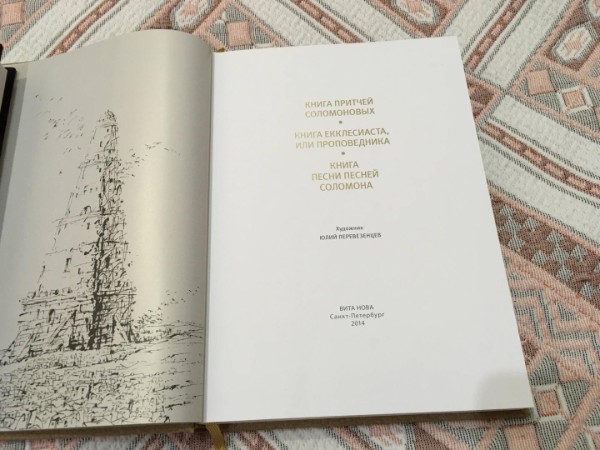 КНИГА ПРИТЧЕЙ
СОЛОМОНОВЫХ
*
КНИГА ЕККЛЕСИАСТА,
ИЛИ ПРОПОВЕДНИКА
*
КНИГА
ПЕСНИ ПЕСНЕЙ
СОЛОМОНА
Художник
ЮЛИЙ ПЕРЕВЕЗЕНЦЕВ
ВИТА НОВА
Санкт-Петербург
2014